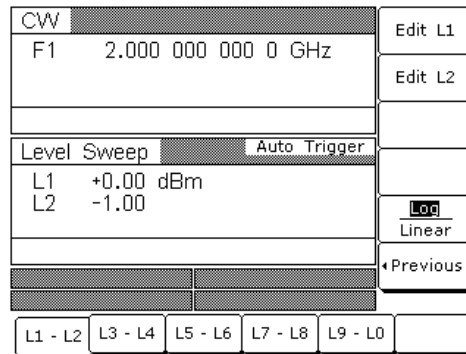 CW
F1 2.000 000 000 0 GHz
Level Sweep Auto Trigger
L1 +0.00 dBm
L2 -1.00
Edit L1
Edit L2
Log
Linear
Previous
L1 - L2 L3 - L4 L5 - L6 L7 - L8 L9 - L0